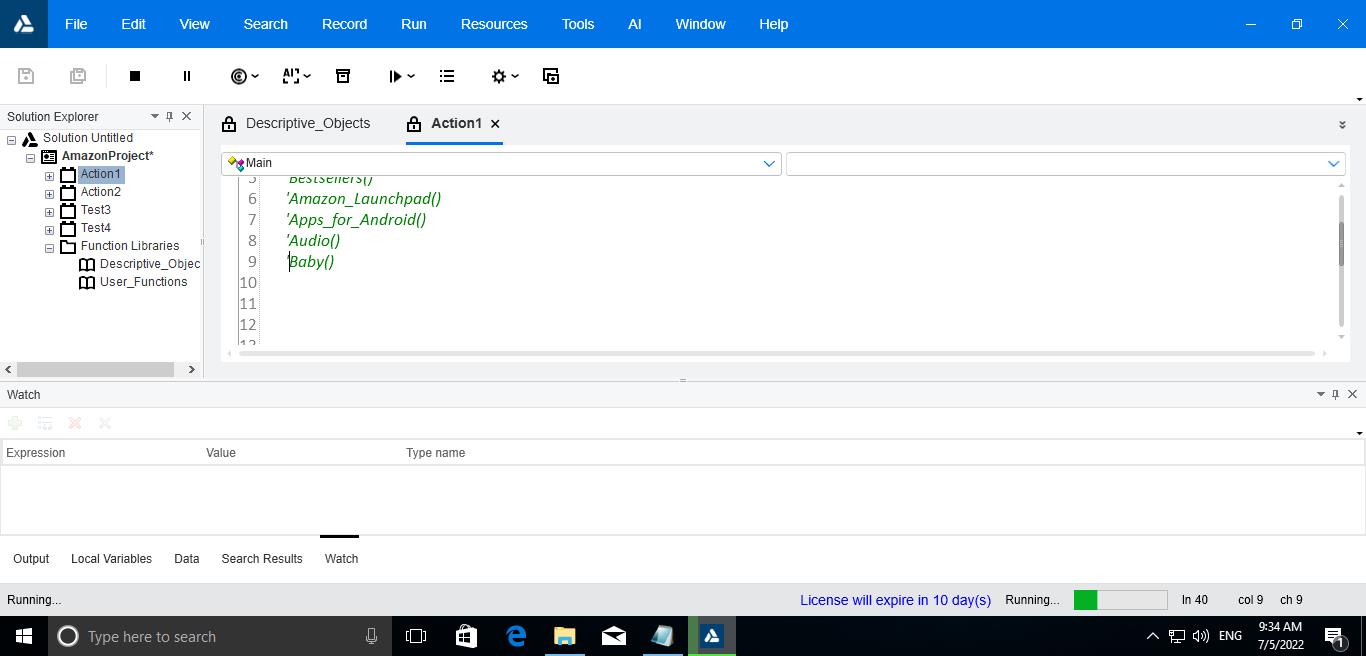 File Edit View Search Record Run Resources Tools AI Window Help
Solution Explorer
Solution Untitled
AmazonProject*
Action1
Action2
Test3
Test4
Function Libraries
Descriptive_Objec
User_Functions
Descriptive_Objects Action1
Main
5 'Bestsellers()
6 'Amazon_Launchpad()
7 'Apps_for_Android()
8 'Audio()
9 'Baby()
10
11
12
13
Watch
Expression Value Type name
Output Local Variables Data Search Results Watch
Running... License will expire in 10 day(s) Running... ln 40 col 9 ch 9
Type here to search
ENG
9:34 AM
7/5/2022
1